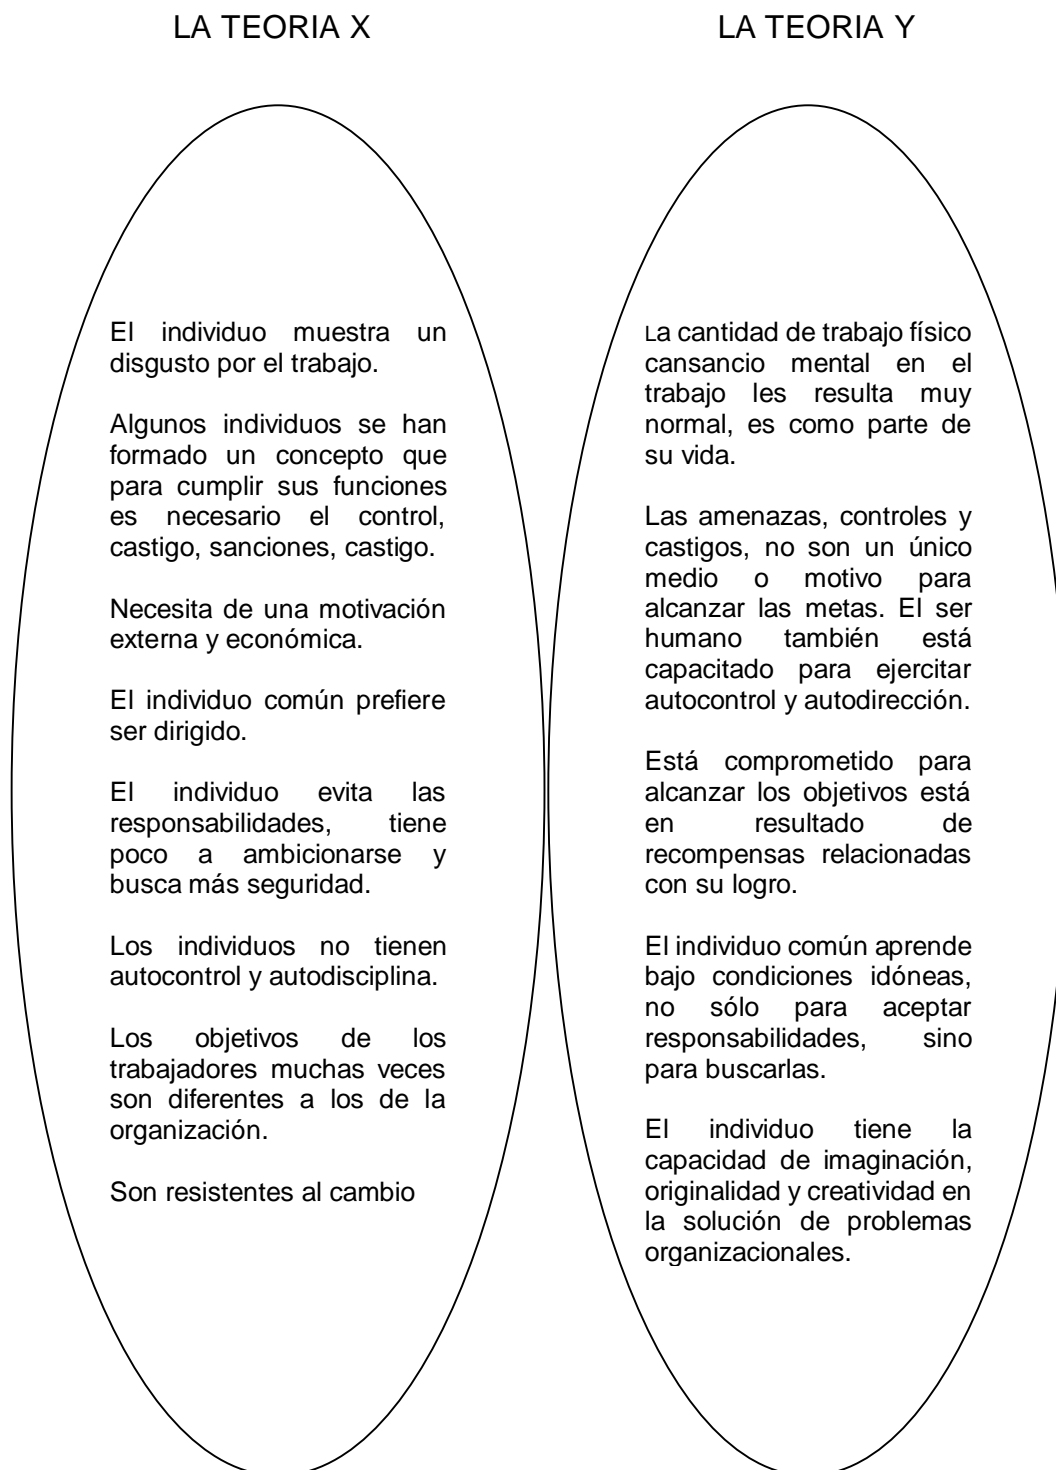 LA TEORIA X
El individuo muestra un
disgusto por el trabajo.
Algunos individuos se han
formado un concepto que
para cumplir sus funciones
es necesario el control,
castigo, sanciones, castigo.
Necesita de una motivación
externa y económica.
El individuo común prefiere
ser dirigido.
El individuo evita las
responsabilidades, tiene
poco a ambicionarse y
busca más seguridad.
Los individuos no tienen
autocontrol y autodisciplina.
Los objetivos de los
trabajadores muchas veces
son diferentes a los de la
organización.
Son resistentes al cambio
LA TEORIA Y
La cantidad de trabajo físico
cansancio mental en el
trabajo les resulta muy
normal, es como parte de
su vida.
Las amenazas, controles y
castigos, no son un único
medio o motivo para
alcanzar las metas. El ser
humano también está
capacitado para ejercitar
autocontrol y autodirección.
Está comprometido para
alcanzar los objetivos está
en resultado de
recompensas relacionadas
con su logro.
El individuo común aprende
bajo condiciones idóneas,
no sólo para aceptar
responsabilidades, sino
para buscarlas.
El individuo tiene la
capacidad de imaginación,
originalidad y creatividad en
la solución de problemas
organizacionales.